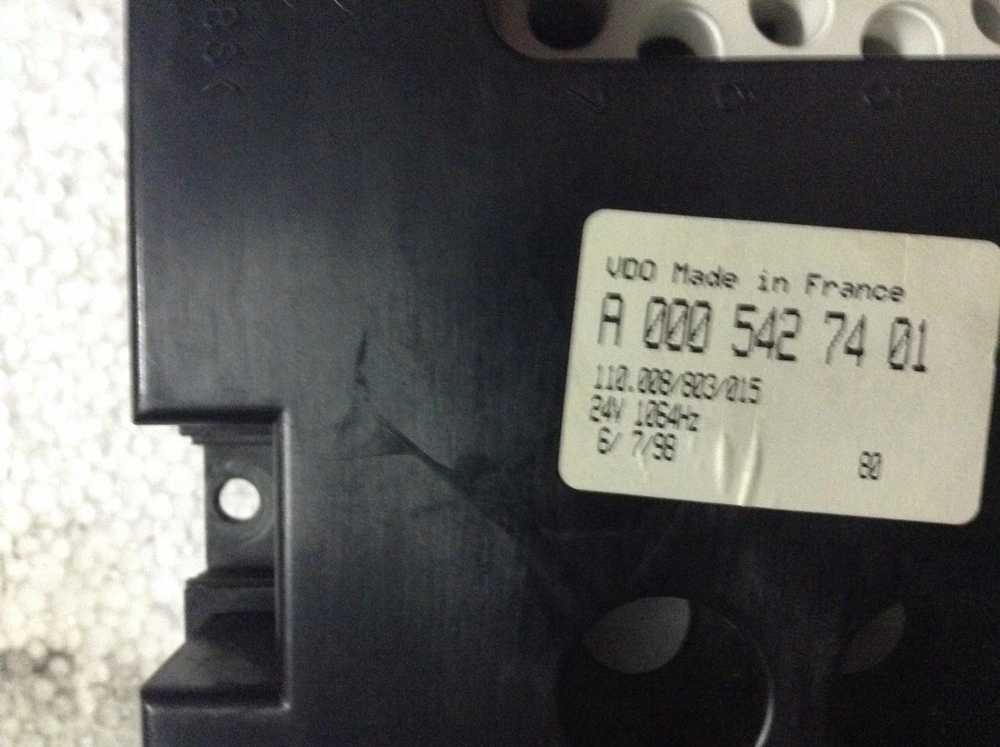 VDO Made in France
A 000 542 74 01
110.008/803/015
24V 1064Hz
6/ 7/98
80